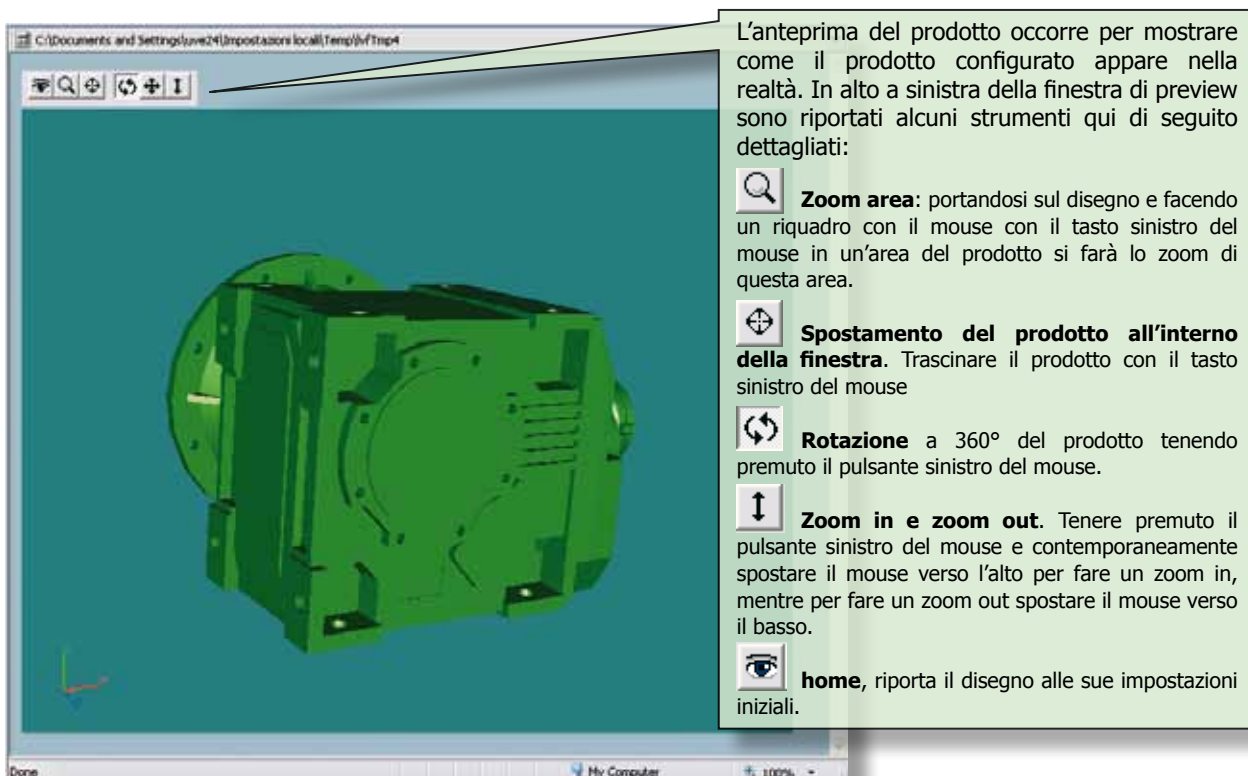 C:\Documents and Settings\uve24\Impostazioni locali\Temp\lvfTmp4
L'anteprima del prodotto occorre per mostrare
come il prodotto configurato appare nella
realtà. In alto a sinistra della finestra di preview
sono riportati alcuni strumenti qui di seguito
dettagliati:
Zoom area: portandosi sul disegno e facendo
un riquadro con il mouse con il tasto sinistro del
mouse in un'area del prodotto si farà lo zoom di
questa area.
Spostamento del prodotto all'interno
della finestra. Trascinare il prodotto con il tasto
sinistro del mouse
Rotazione a 360° del prodotto tenendo
premuto il pulsante sinistro del mouse.
Zoom in e zoom out. Tenere premuto il
pulsante sinistro del mouse e contemporaneamente
spostare il mouse verso l'alto per fare un zoom in,
mentre per fare un zoom out spostare il mouse verso
il basso.
home, riporta il disegno alle sue impostazioni
iniziali.
Done
My Computer
100%